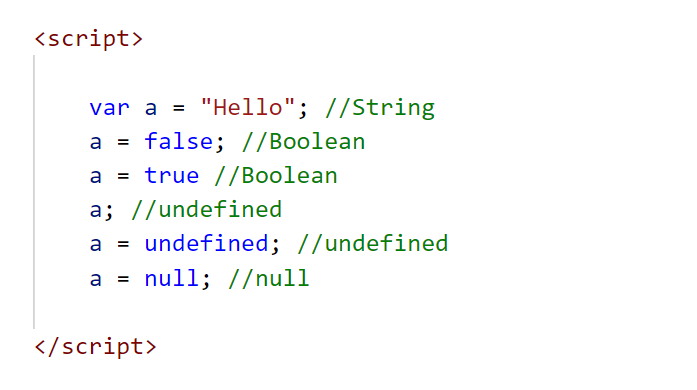 <script>
var a = "Hello"; //String
a = false; //Boolean
a = true //Boolean
a; //undefined
a = undefined; //undefined
a = null; //null
</script>